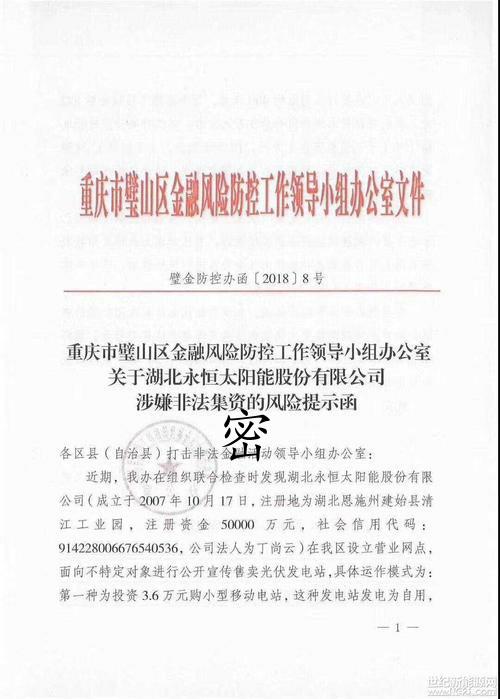 重庆市璧山区金融风险防控工作领导小组办公室文件
璧金防控办函〔2018〕8号
重庆市璧山区金融风险防控工作领导小组办公室
关于湖北永恒太阳能股份有限公司
涉嫌非法集资的风险提示函
密
各区县(自治县)打击非法金融活动领导小组办公室:
近期,我办在组织联合检查时发现湖北永恒太阳能股份有限
公司(成立于2007年10月17日,注册地为湖北恩施州建始县清
江工业园,注册资金50000万元,社会信用代码:
914228006676540536,公司法人为丁尚云)在我区设立营业网点,
面向不特定对象进行公开宣传售卖光伏发电站,具体运作模式为:
第一种为投资3.6万元购小型移动电站,这种发电站发电为自用,
— 1 —
世纪新能源网